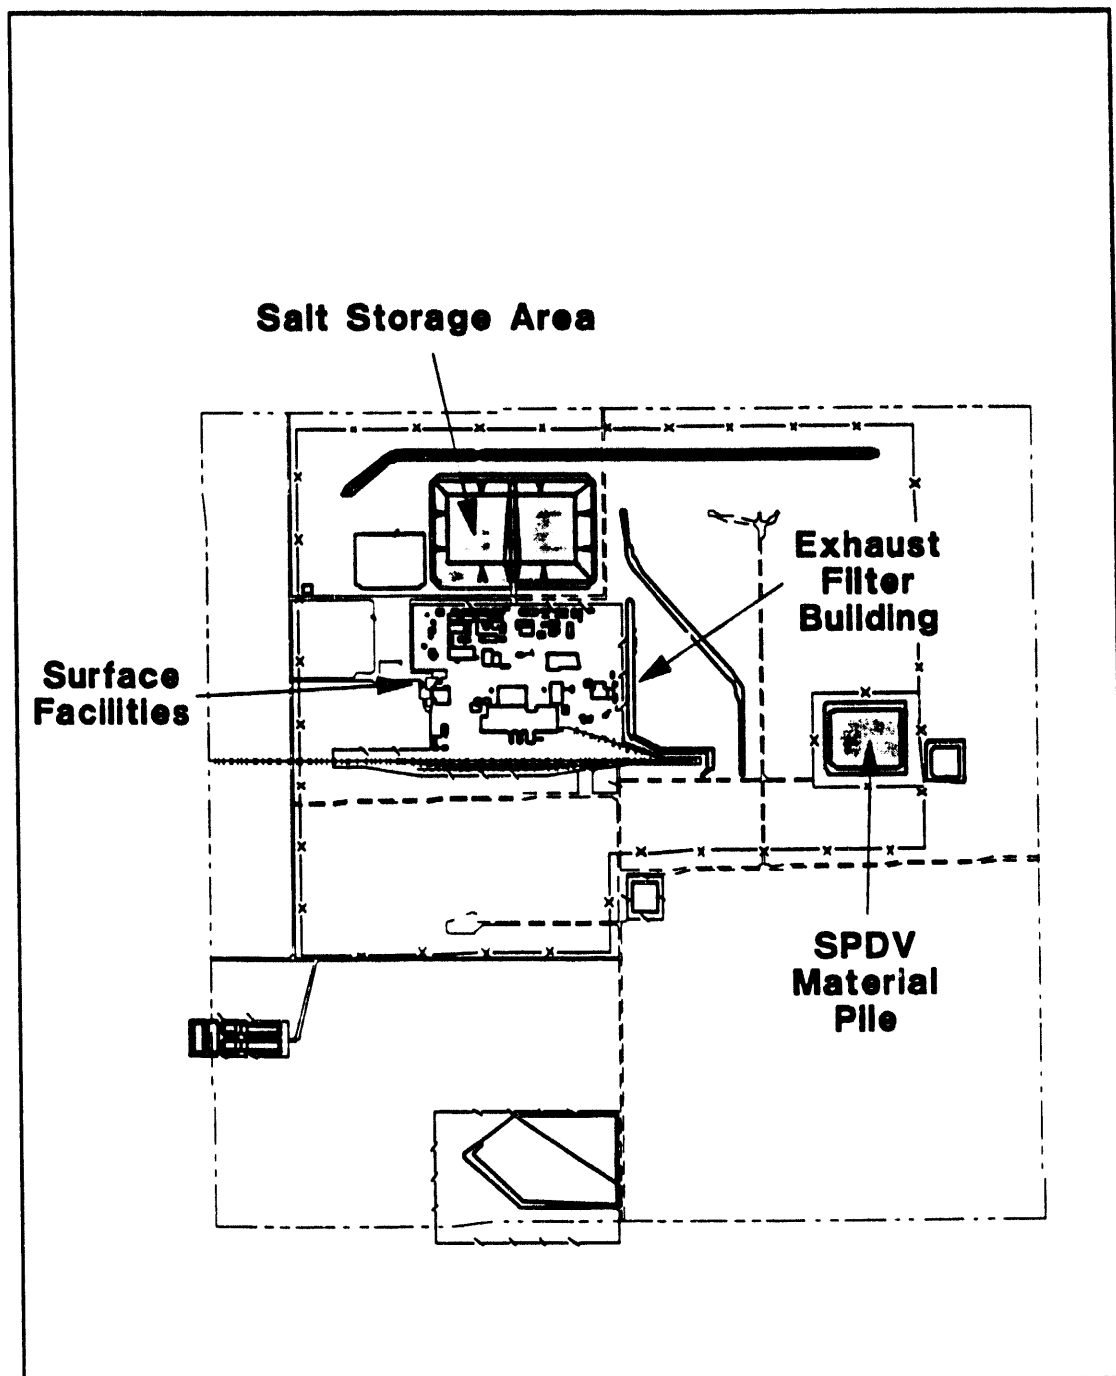 Salt Storage Area
Exhaust
Filter
Building
Surface
Facilities
SPDV
Material
Pile